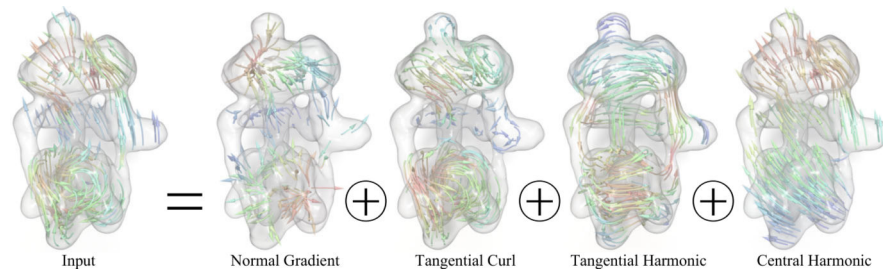 = + + +
Input Normal Gradient Tangential Curl Tangential Harmonic Central Harmonic